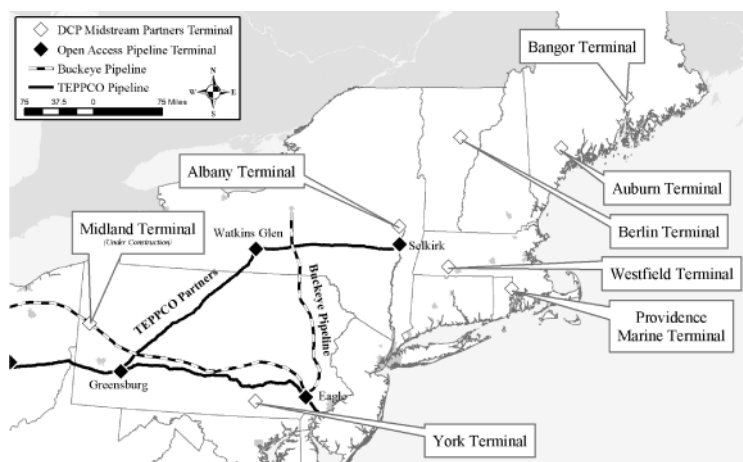 DCP Midstream Partners Terminal
Open Access Pipeline Terminal
Buckeye Pipeline
TEPPCO Pipeline
N
W E
S
75 37.5 0 75 Miles
Bangor Terminal
Albany Terminal
Auburn Terminal
Midland Terminal
(Under Construction)
Watkins Glen
Selkirk
Berlin Terminal
Westfield Terminal
TEPPCO Partners
Buckeye Pipeline
Providence
Marine Terminal
Greensburg
Eagle
York Terminal